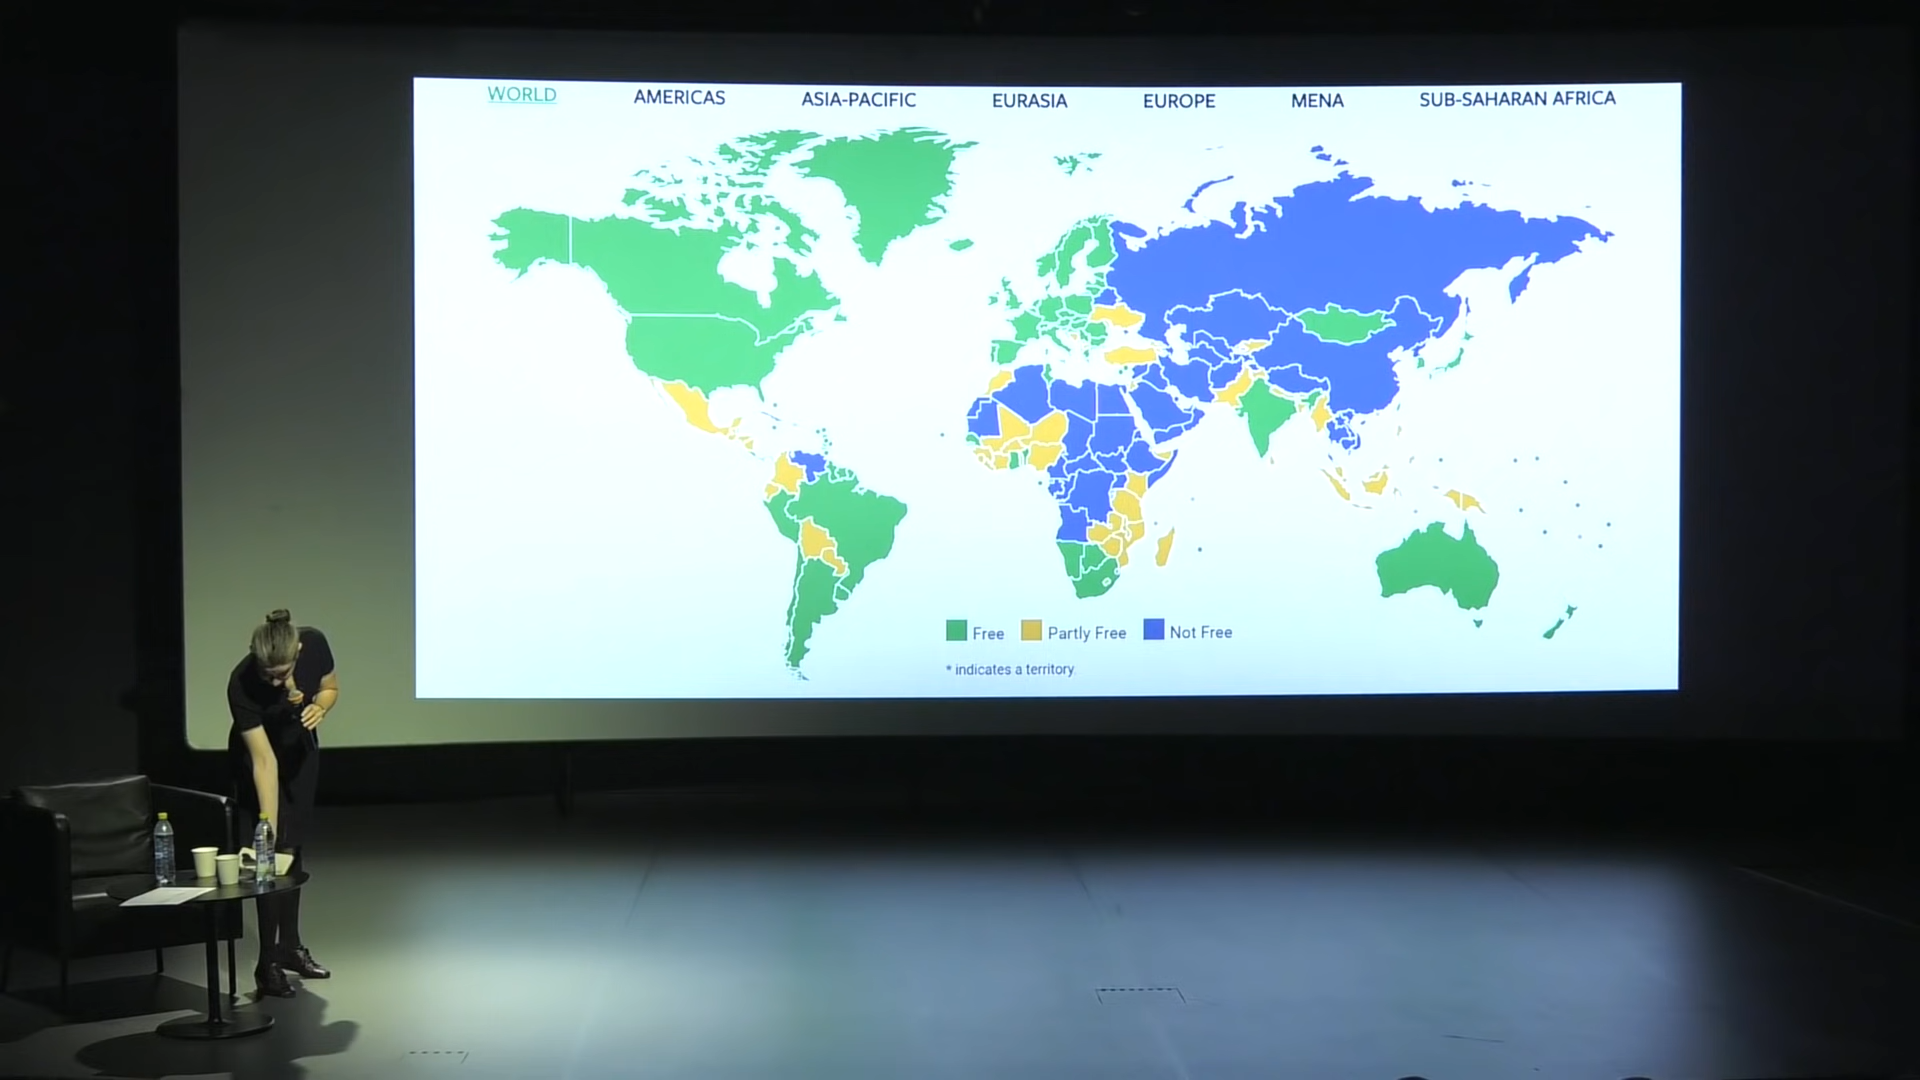 WORLD AMERICAS ASIA-PACIFIC EURASIA EUROPE MENA SUB-SAHARAN AFRICA
Free Partly Free Not Free
* indicates a territory.